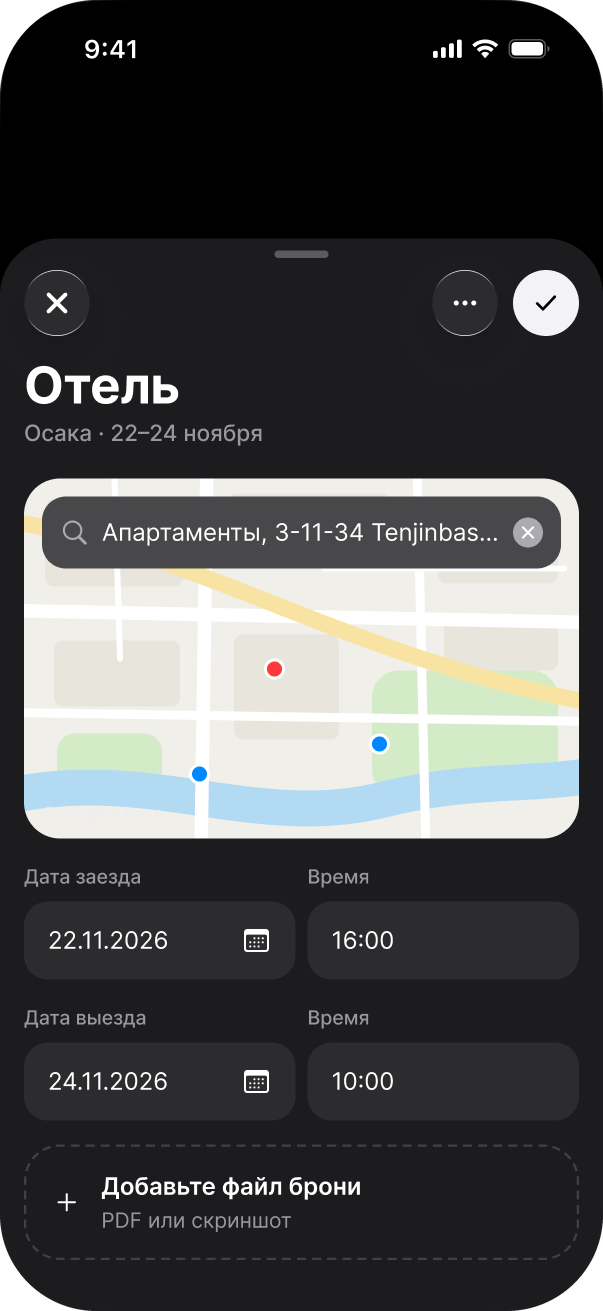 9:41
Отель
Осака · 22–24 ноября
Апартаменты, 3-11-34 Tenjinbas...
Дата заезда
Время
22.11.2026
16:00
Дата выезда
Время
24.11.2026
10:00
Добавьте файл брони
PDF или скриншот